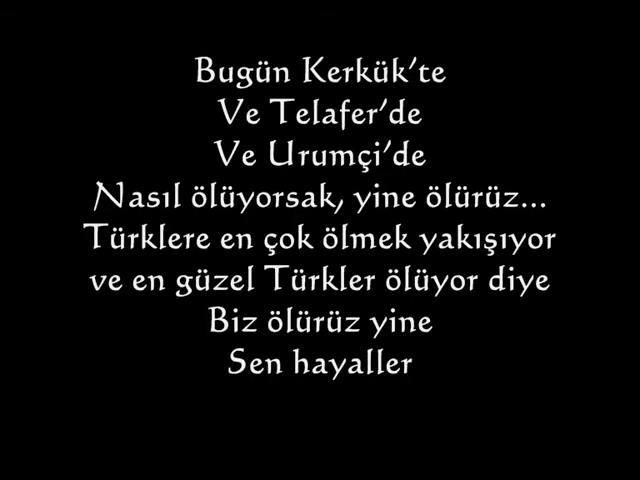 Bugün Kerkük'te
Ve Telafer'de
Ve Urumçi'de
Nasıl ölüyorsak, yine ölürüz...
Türklere en çok ölmek yakışıyor
ve en güzel Türkler ölüyor diye
Biz ölürüz yine
Sen hayaller